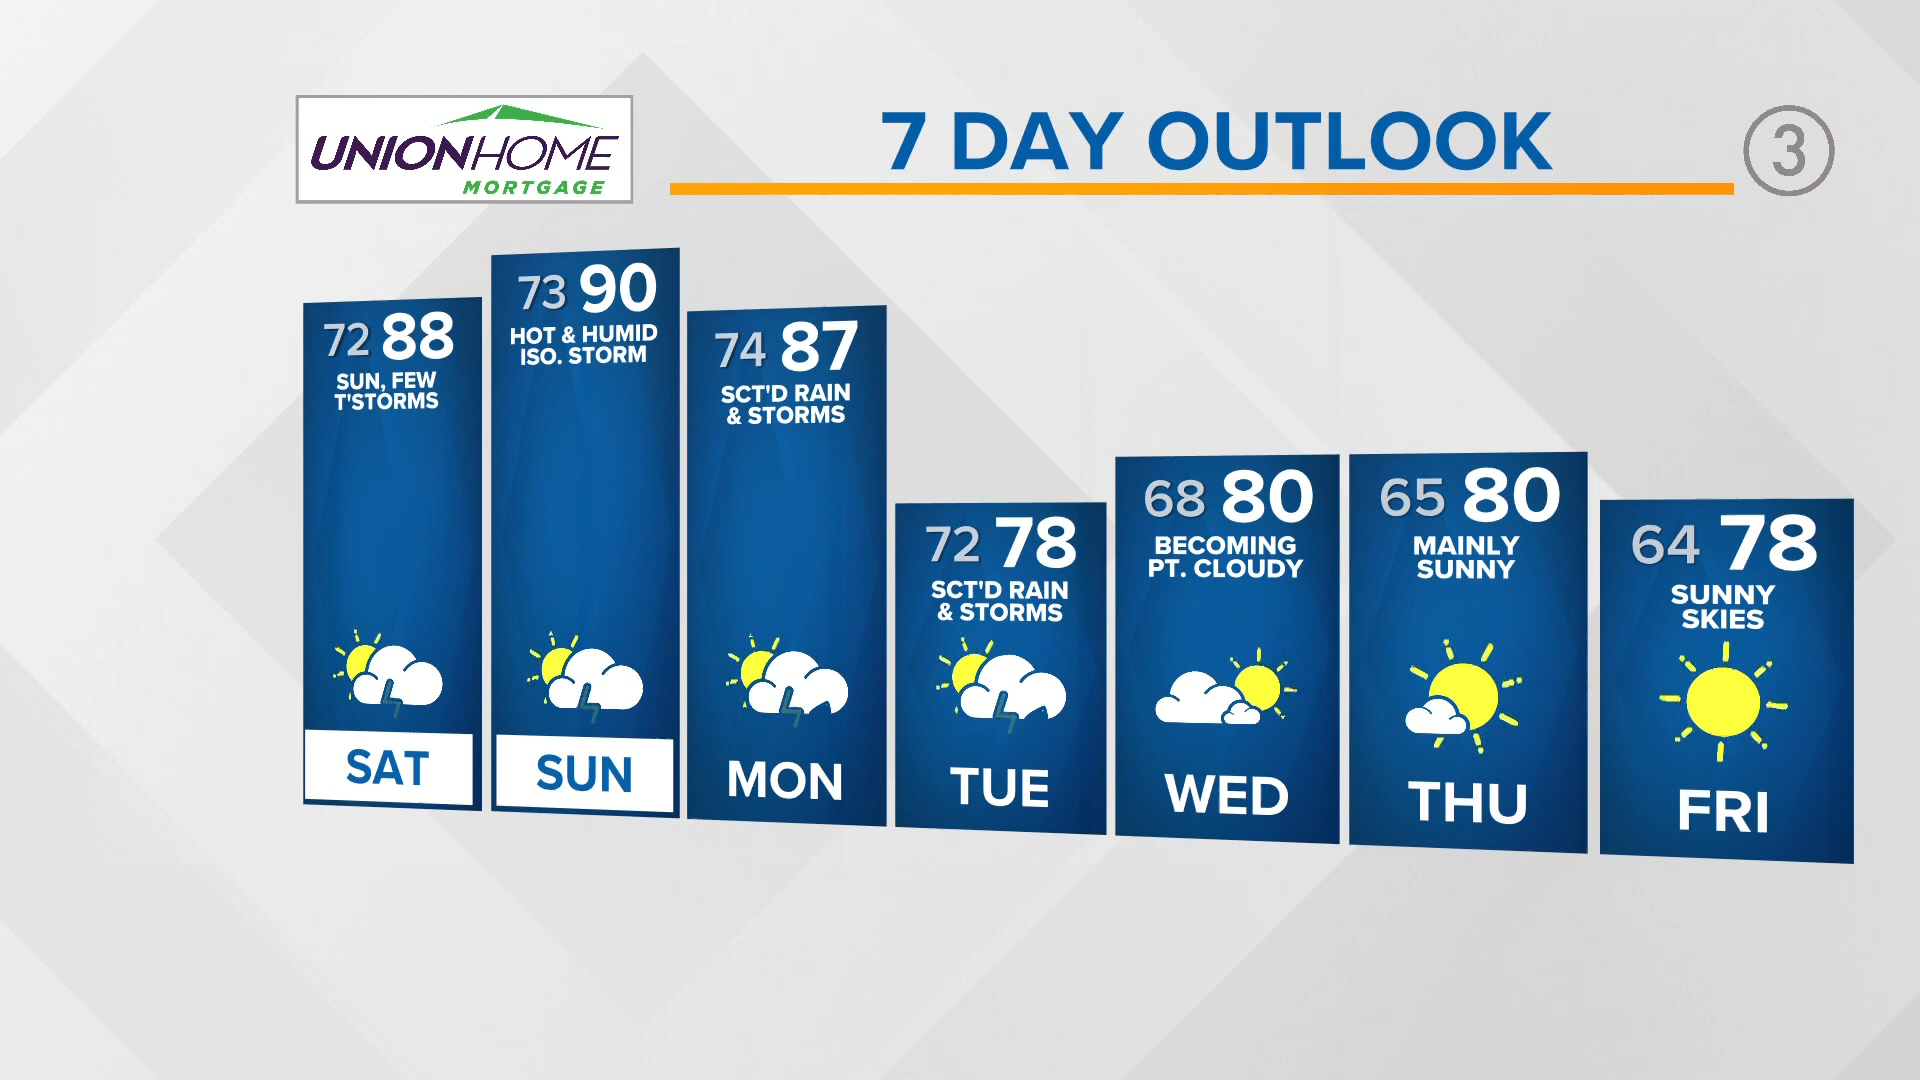 UNIONHOME
MORTGAGE
7 DAY OUTLOOK
3
72 88
SUN, FEW
T'STORMS
SAT
73 90
HOT & HUMID
ISO. STORM
SUN
74 87
SCT'D RAIN
& STORMS
MON
72 78
SCT'D RAIN
& STORMS
TUE
68 80
BECOMING
PT. CLOUDY
WED
65 80
MAINLY
SUNNY
THU
64 78
SUNNY
SKIES
FRI